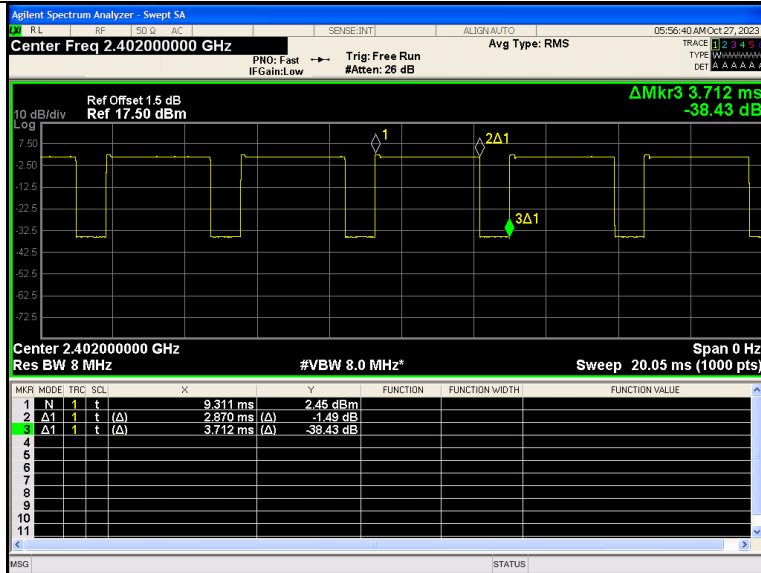 Agilent Spectrum Analyzer - Swept SA
LXI RL RF 50 Ω AC SENSE:INT ALIGN AUTO 05:56:40 AM Oct 27, 2023
Center Freq 2.402000000 GHz
Avg Type: RMS
TRACE 1 2 3 4 5
PNO: Fast Trig: Free Run
TYPE W
IFGain:Low #Atten: 26 dB
DET A A A A A
ΔMkr3 3.712 ms
-38.43 dB
Ref Offset 1.5 dB
10 dB/div Ref 17.50 dBm
Log
7.50
-2.50
-12.5
-22.5
-32.5
-42.5
-52.5
-62.5
-72.5
1
2Δ1
3Δ1
Center 2.402000000 GHz Span 0 Hz
Res BW 8 MHz #VBW 8.0 MHz* Sweep 20.05 ms (1000 pts)
MKR MODE TRC SCL X Y FUNCTION FUNCTION WIDTH FUNCTION VALUE
1 N 1 t 9.311 ms 2.45 dBm
2 Δ1 1 t (Δ) 2.870 ms (Δ) -1.49 dB
3 Δ1 1 t (Δ) 3.712 ms (Δ) -38.43 dB
4
5
6
7
8
9
10
11
MSG STATUS